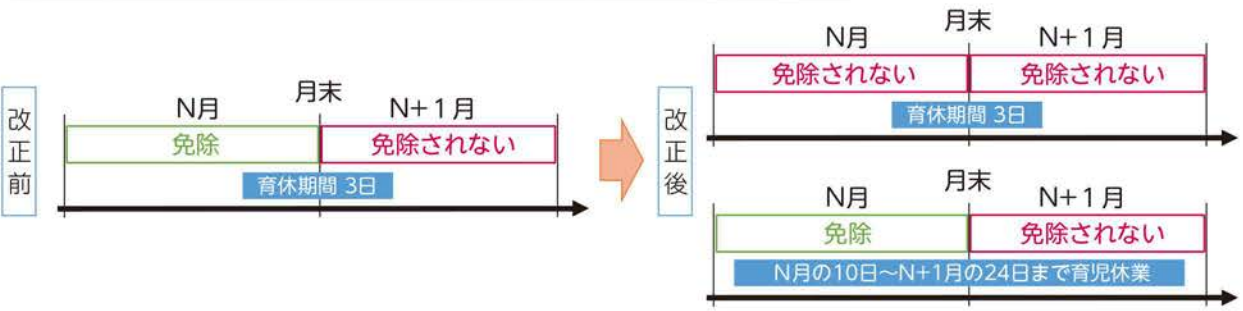 改正前
N月
月末
N+1月
免除
免除されない
育休期間 3日
改正後
N月
月末
N+1月
免除されない
免除されない
育休期間 3日
N月
月末
N+1月
免除
免除されない
N月の10日～N+1月の24日まで育児休業